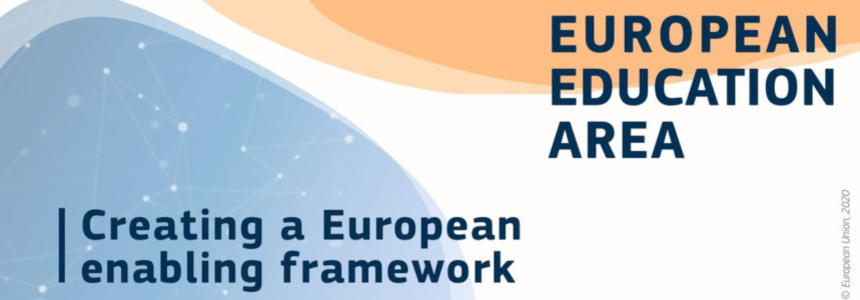 EUROPEAN
EDUCATION
AREA
Creating a European
enabling framework
© European Union, 2020